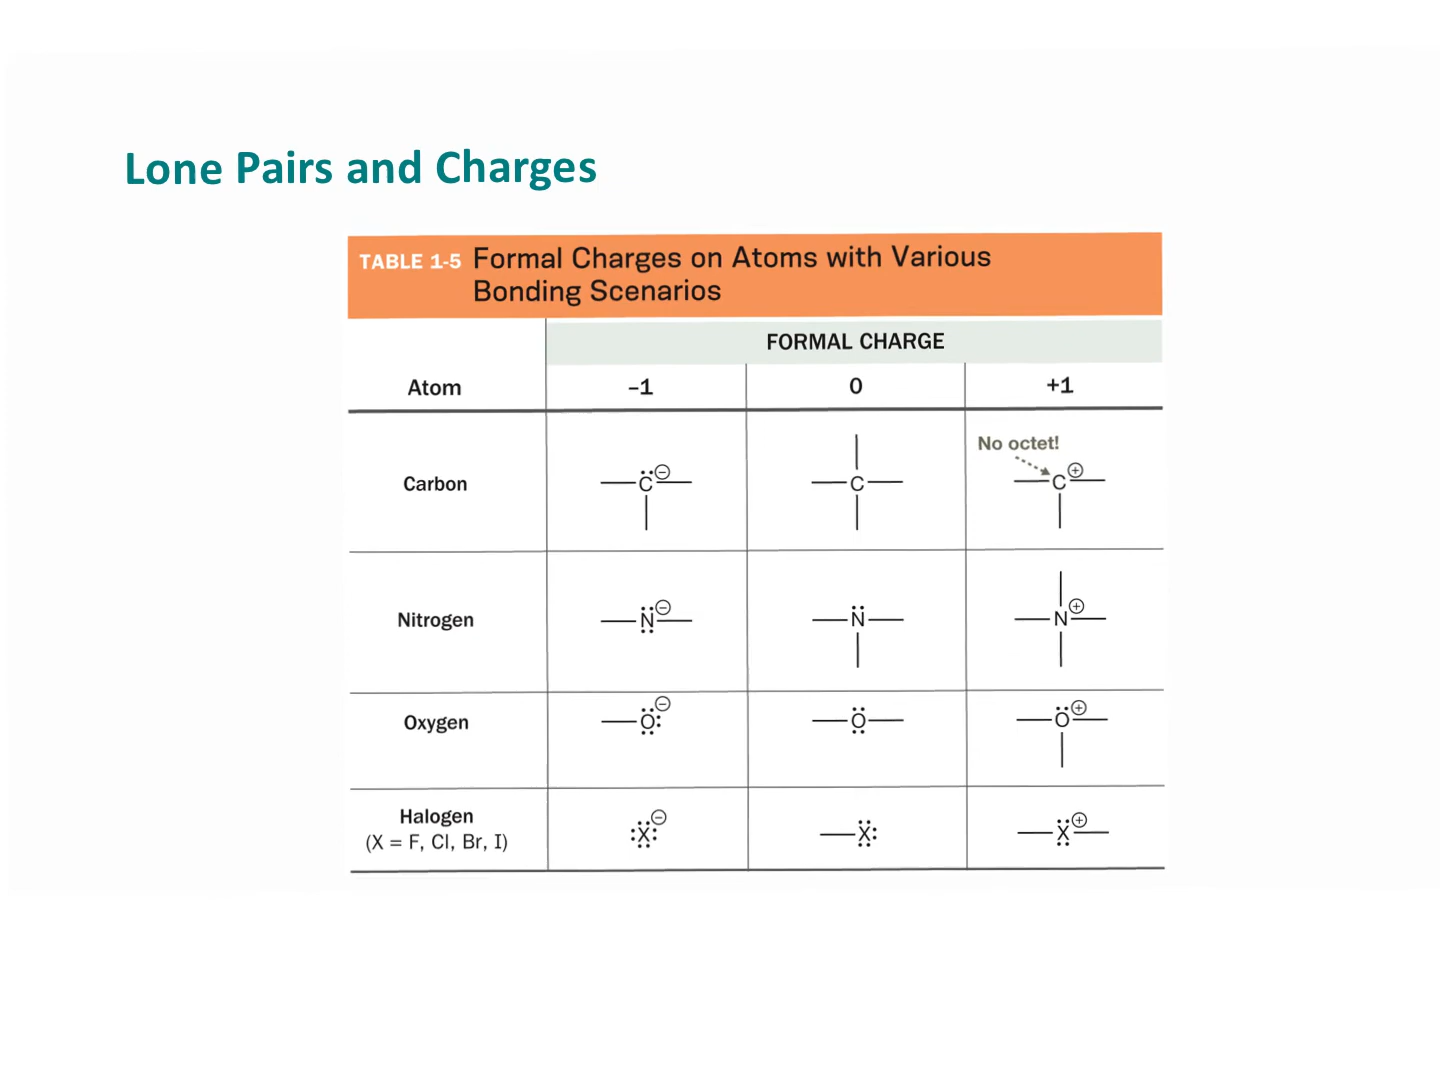 Lone Pairs and Charges
TABLE 1-5 Formal Charges on Atoms with Various
Bonding Scenarios
FORMAL CHARGE
Atom –1 0 +1
No octet!
Carbon C ⊖ C C ⊕
Nitrogen N ⊖ N N ⊕
Oxygen O ⊖ O O ⊕
Halogen
(X = F, Cl, Br, I) X ⊖ X X ⊕